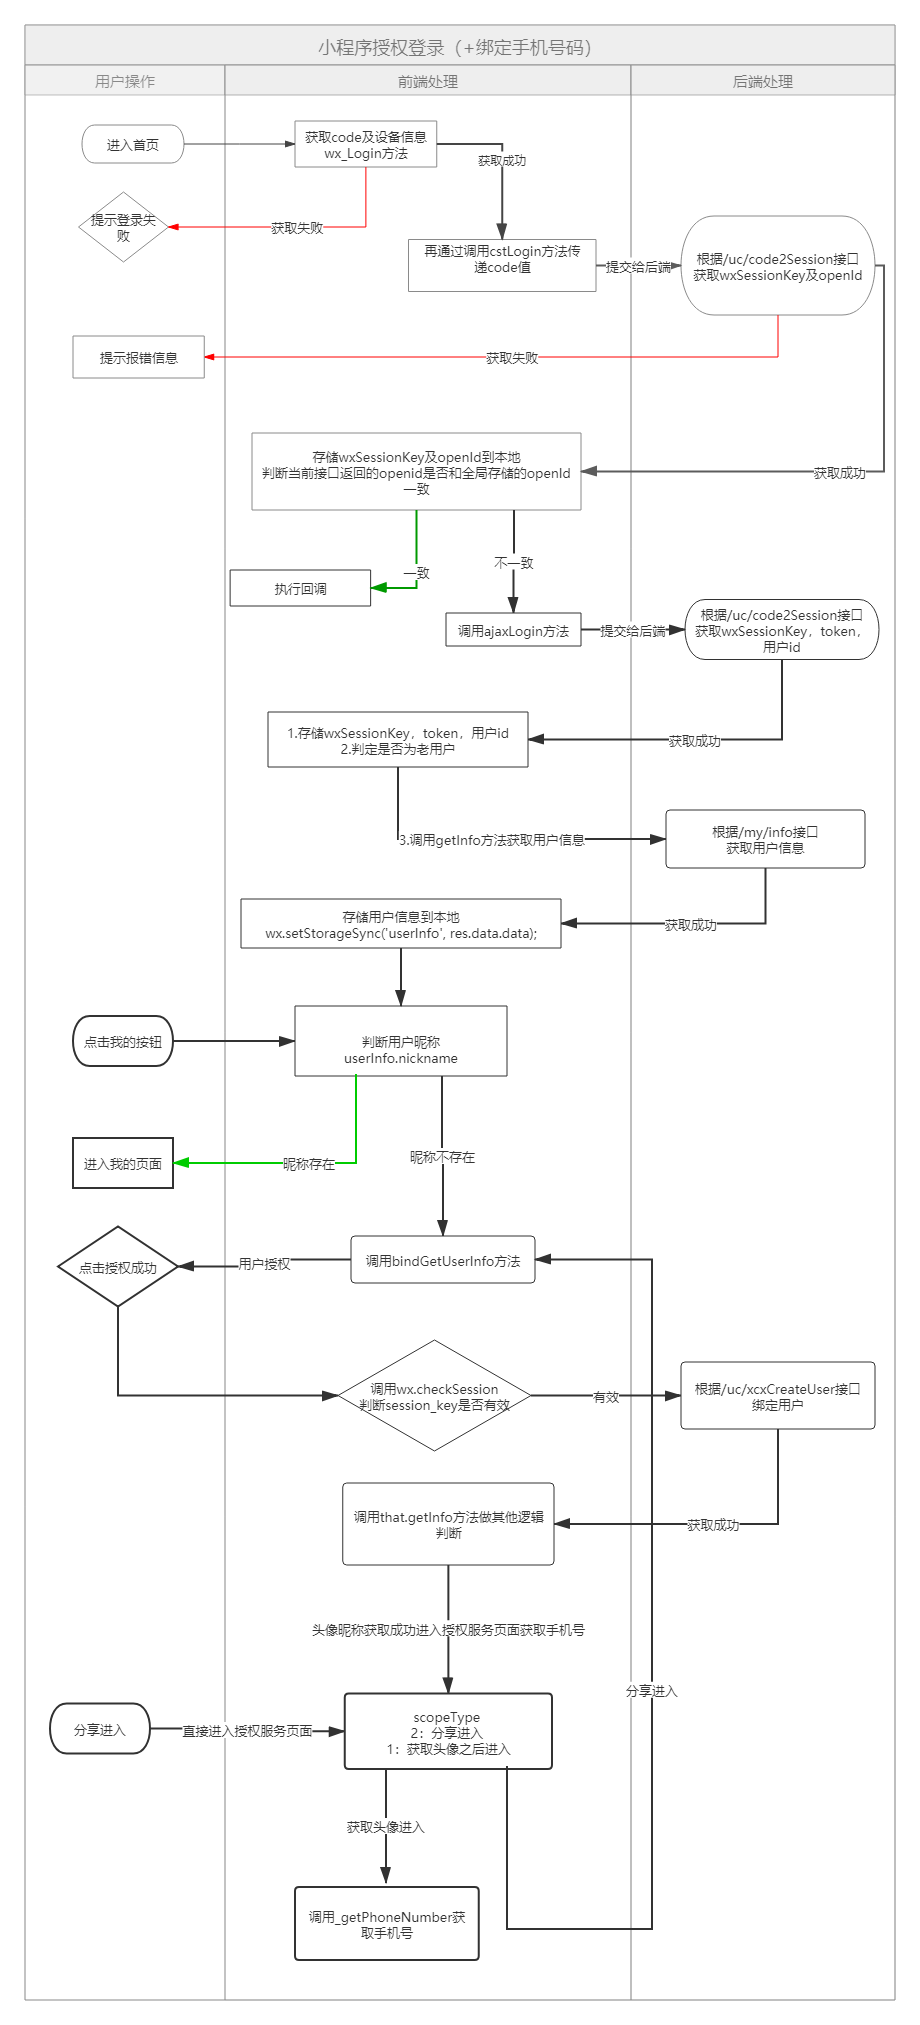 小程序授权登录（+绑定手机号码）
用户操作
前端处理
后端处理
进入首页
获取code及设备信息
wx_Login方法
获取成功
提示登录失
败
获取失败
再通过调用cstLogin方法传
递code值
提交给后端
根据/uc/code2Session接口
获取wxSessionKey及openId
提示报错信息
获取失败
存储wxSessionKey及openId到本地
判断当前接口返回的openid是否和全局存储的openId
一致
获取成功
一致
不一致
执行回调
调用ajaxLogin方法
提交给后端
根据/uc/code2Session接口
获取wxSessionKey，token，
用户id
1.存储wxSessionKey，token，用户id
2.判定是否为老用户
获取成功
3.调用getInfo方法获取用户信息
根据/my/info接口
获取用户信息
存储用户信息到本地
wx.setStorageSync('userInfo', res.data.data);
获取成功
点击我的按钮
判断用户昵称
userInfo.nickname
进入我的页面
昵称存在
昵称不存在
点击授权成功
用户授权
调用bindGetUserInfo方法
调用wx.checkSession
判断session_key是否有效
有效
根据/uc/xcxCreateUser接口
绑定用户
调用that.getInfo方法做其他逻辑
判断
获取成功
头像昵称获取成功进入授权服务页面获取手机号
分享进入
分享进入
直接进入授权服务页面
scopeType
2：分享进入
1：获取头像之后进入
获取头像进入
调用_getPhoneNumber获
取手机号